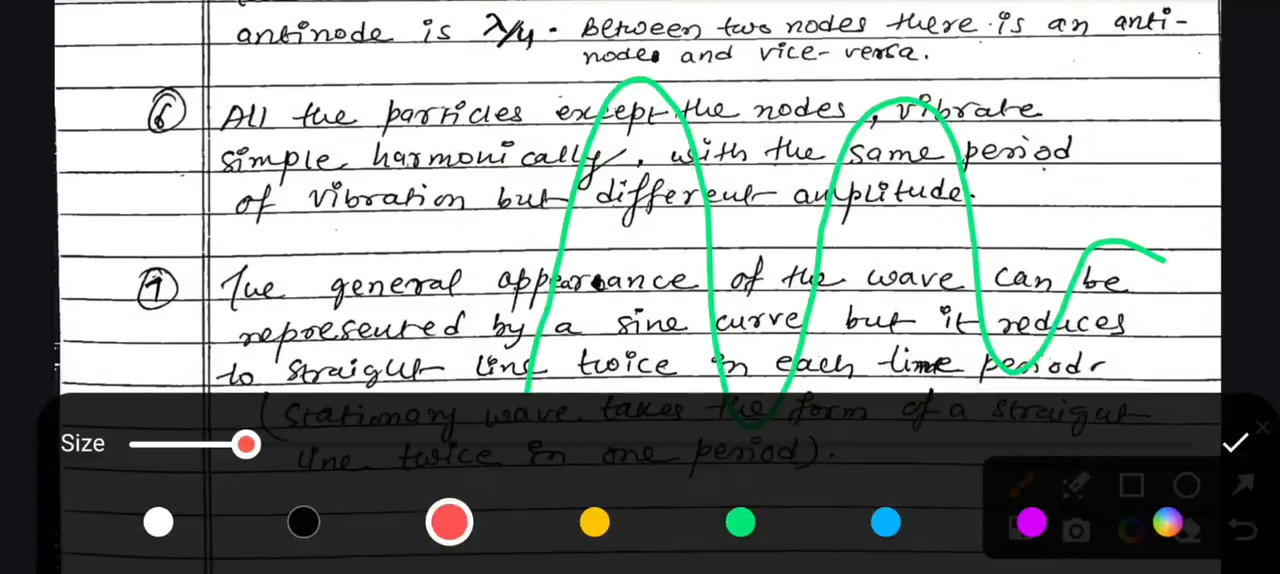 antinode is λ/4. Between two nodes there is an anti-
nodes and vice-versa.
⑥ All the particles except the nodes, vibrate
simple harmonically, with the same period
of vibration but different amplitude.
⑦ The general appearance of the wave can be
represented by a sine curve but it reduces
to straight line twice in each time period.
(Stationary wave takes the form of a straight
line twice in one period).
Size